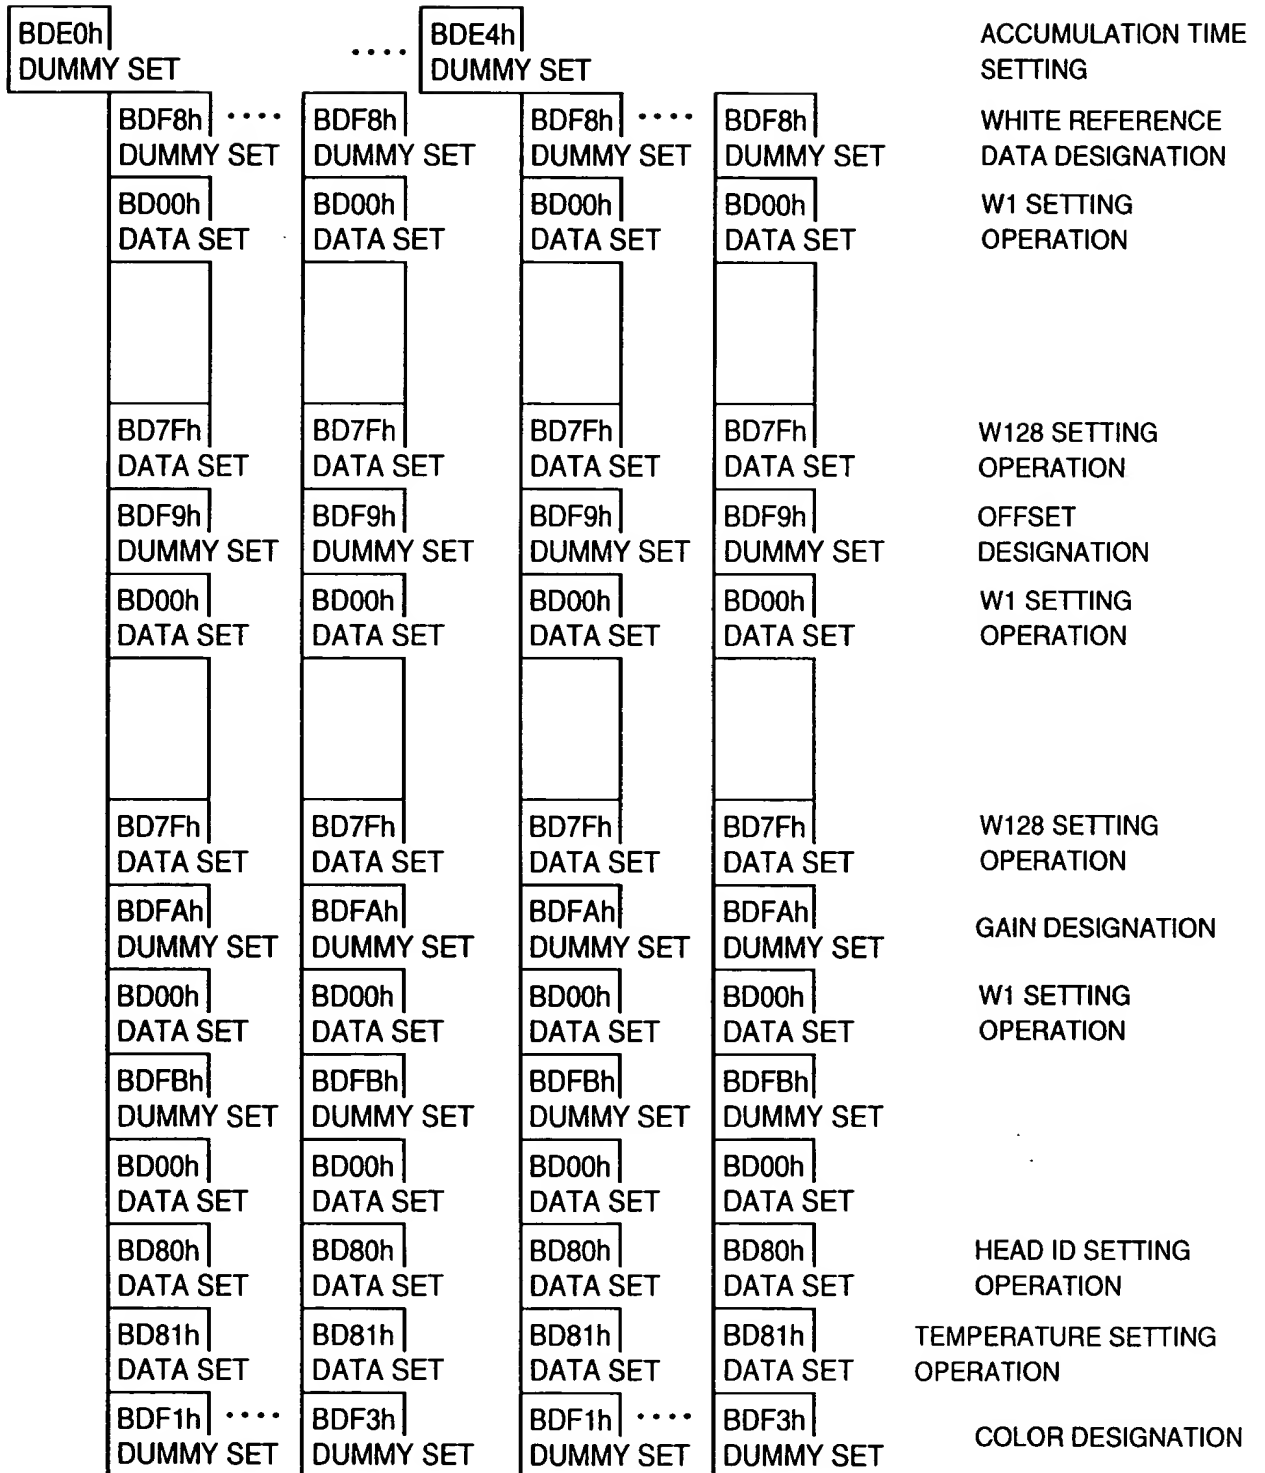 BDE0h .... BDE4h ACCUMULATION TIME
DUMMY SET DUMMY SET SETTING
BDF8h .... BDF8h BDF8h .... BDF8h WHITE REFERENCE
DUMMY SET DUMMY SET DUMMY SET DUMMY SET DATA DESIGNATION
BD00h BD00h BD00h BD00h W1 SETTING
DATA SET DATA SET DATA SET DATA SET OPERATION
BD7Fh BD7Fh BD7Fh BD7Fh W128 SETTING
DATA SET DATA SET DATA SET DATA SET OPERATION
BDF9h BDF9h BDF9h BDF9h OFFSET
DUMMY SET DUMMY SET DUMMY SET DUMMY SET DESIGNATION
BD00h BD00h BD00h BD00h W1 SETTING
DATA SET DATA SET DATA SET DATA SET OPERATION
BD7Fh BD7Fh BD7Fh BD7Fh W128 SETTING
DATA SET DATA SET DATA SET DATA SET OPERATION
BDFAh BDFAh BDFAh BDFAh GAIN DESIGNATION
DUMMY SET DUMMY SET DUMMY SET DUMMY SET
BD00h BD00h BD00h BD00h W1 SETTING
DATA SET DATA SET DATA SET DATA SET OPERATION
BDFBh BDFBh BDFBh BDFBh
DUMMY SET DUMMY SET DUMMY SET DUMMY SET
BD00h BD00h BD00h BD00h
DATA SET DATA SET DATA SET DATA SET
BD80h BD80h BD80h BD80h HEAD ID SETTING
DATA SET DATA SET DATA SET DATA SET OPERATION
BD81h BD81h BD81h BD81h TEMPERATURE SETTING
DATA SET DATA SET DATA SET DATA SET OPERATION
BDF1h .... BDF3h BDF1h .... BDF3h COLOR DESIGNATION
DUMMY SET DUMMY SET DUMMY SET DUMMY SET